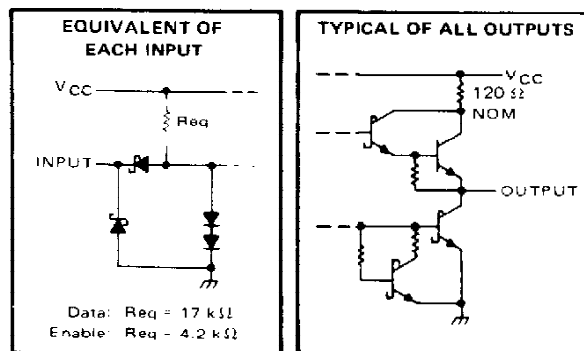 EQUIVALENT OF
EACH INPUT
VCC
Req
INPUT
Data: Req = 17 kΩ
Enable: Req = 4.2 kΩ
TYPICAL OF ALL OUTPUTS
VCC
120 Ω
NOM
OUTPUT